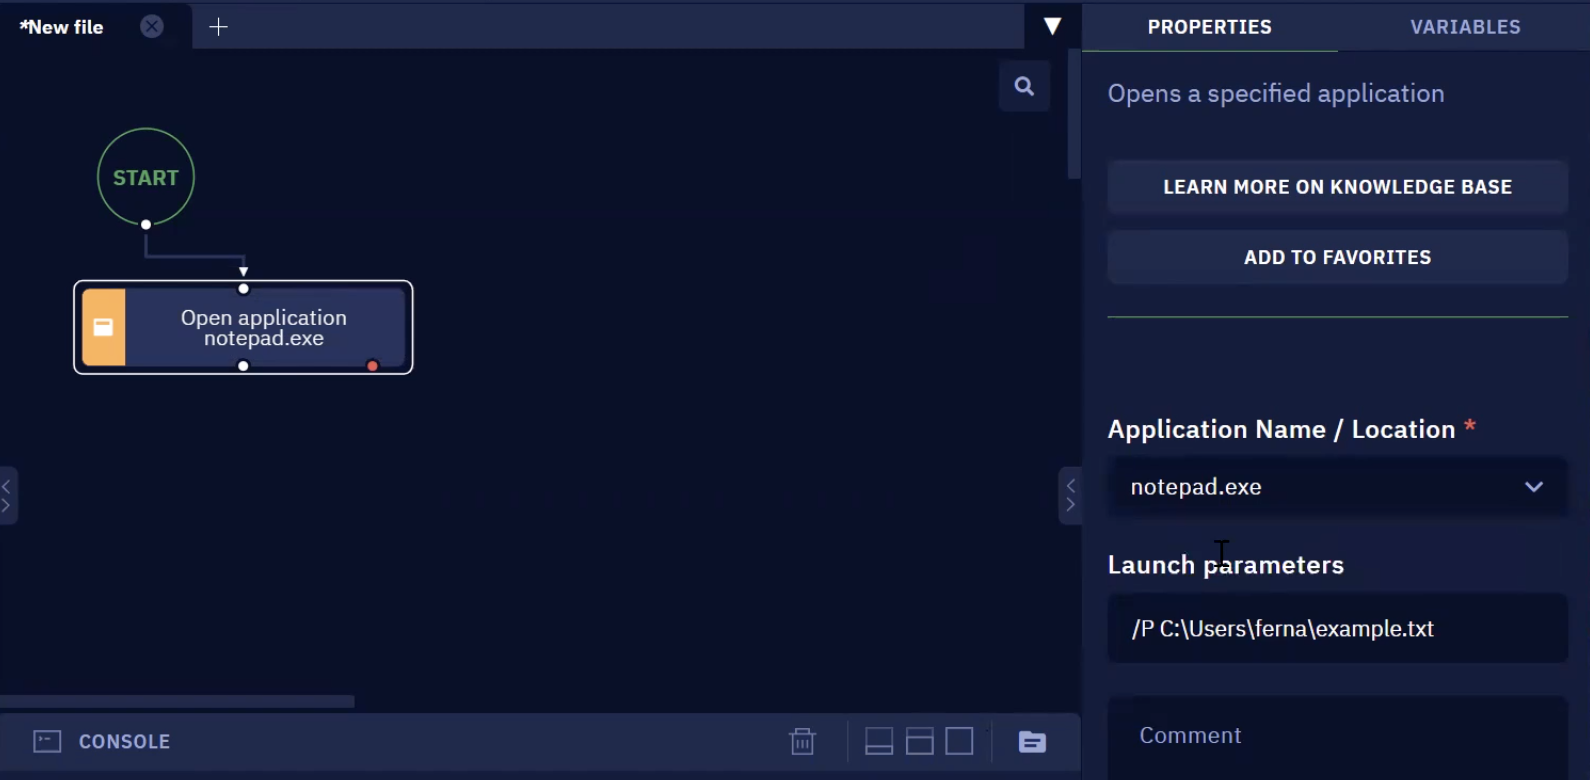 *New file
PROPERTIES
VARIABLES
Opens a specified application
LEARN MORE ON KNOWLEDGE BASE
ADD TO FAVORITES
START
Open application
notepad.exe
Application Name / Location *
notepad.exe
Launch parameters
/P C:\Users\ferna\example.txt
Comment
CONSOLE